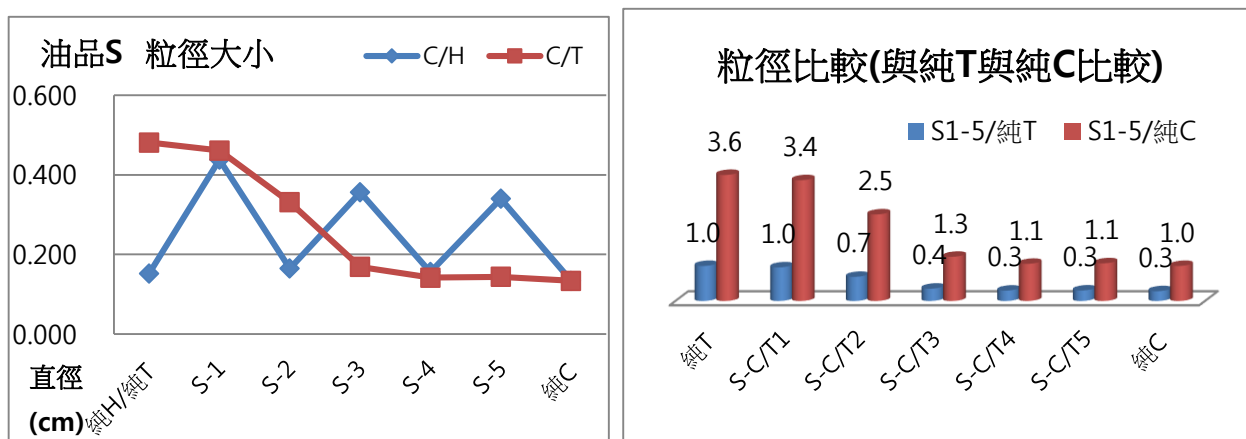 油品S 粒徑大小
C/H
C/T
0.600
0.400
0.200
0.000
直徑
(cm)
純H/純T
S-1
S-2
S-3
S-4
S-5
純C
粒徑比較(與純T與純C比較)
S1-5/純T
S1-5/純C
3.6
3.4
2.5
1.3
1.1
1.1
1.0
1.0
1.0
0.7
0.4
0.3
0.3
0.3
純T
S-C/T1
S-C/T2
S-C/T3
S-C/T4
S-C/T5
純C